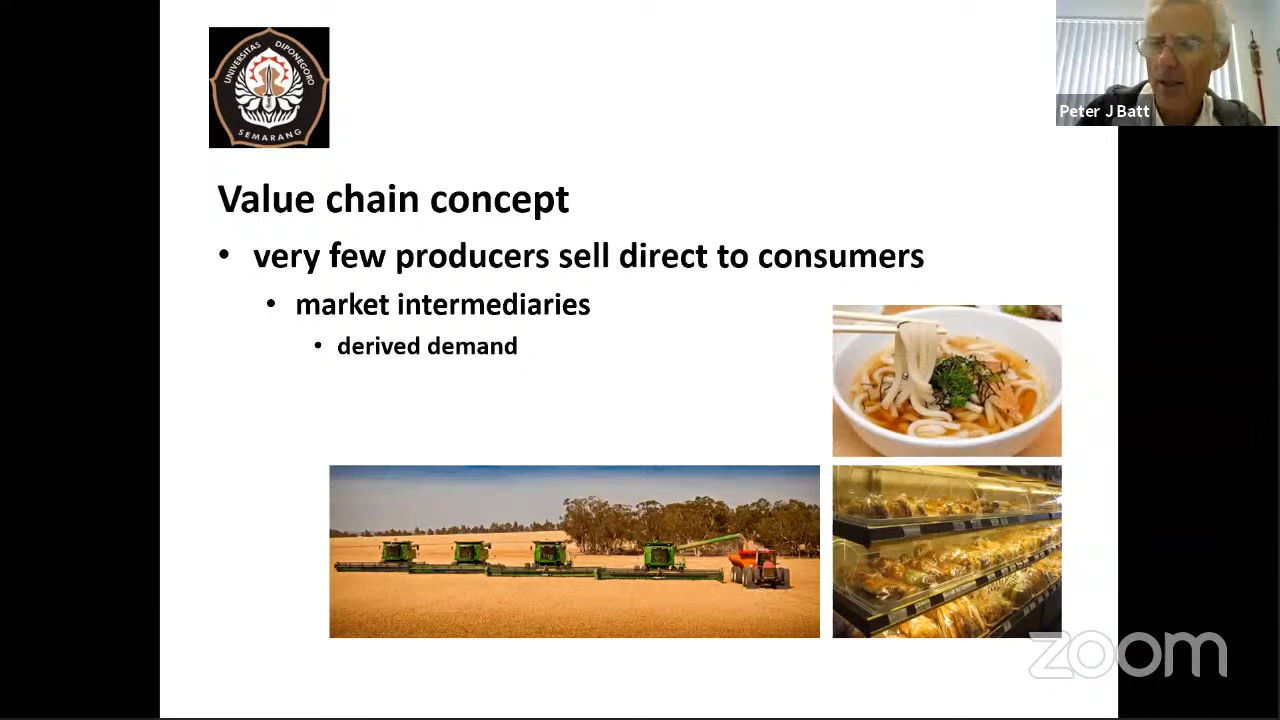 UNIVERSITAS DIPONEGORO
SEMARANG
Peter J Batt
Value chain concept
• very few producers sell direct to consumers
• market intermediaries
• derived demand
zoom